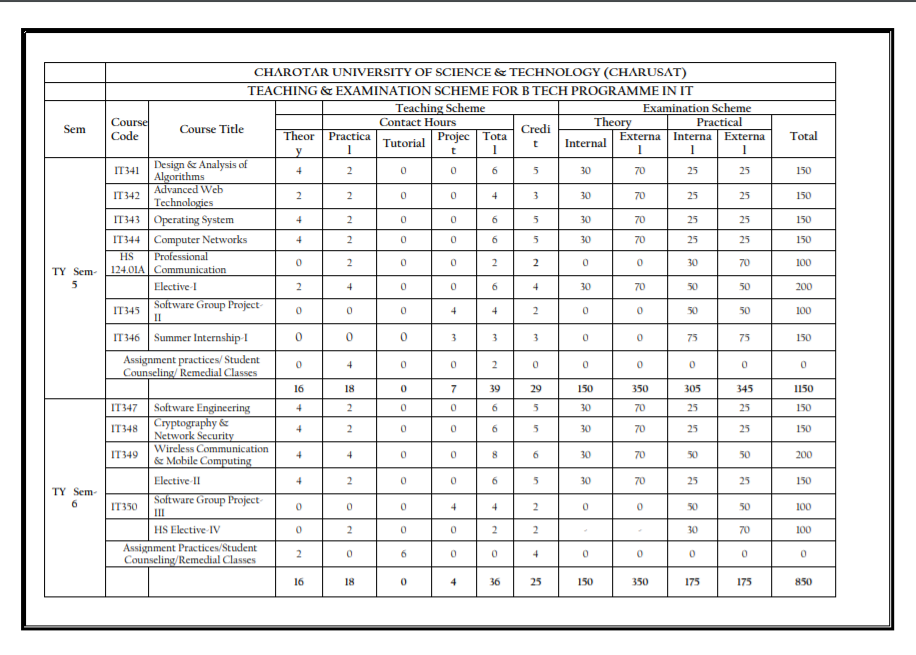 CHAROTAR UNIVERSITY OF SCIENCE & TECHNOLOGY (CHARUSAT)
TEACHING & EXAMINATION SCHEME FOR B TECH PROGRAMME IN IT
Sem Course Code Course Title Teaching Scheme Examination Scheme
Contact Hours Credit Theory Practical Total
Theory Practical Tutorial Project Total Internal External Internal External
TY Sem-5
IT341 Design & Analysis of Algorithms 4 2 0 0 6 5 30 70 25 25 150
IT342 Advanced Web Technologies 2 2 0 0 4 3 30 70 25 25 150
IT343 Operating System 4 2 0 0 6 5 30 70 25 25 150
IT344 Computer Networks 4 2 0 0 6 5 30 70 25 25 150
HS 124.01A Professional Communication 0 2 0 0 2 2 0 0 30 70 100
Elective-I 2 4 0 0 6 4 30 70 50 50 200
IT345 Software Group Project-II 0 0 0 4 4 2 0 0 50 50 100
IT346 Summer Internship-I 0 0 0 3 3 3 0 0 75 75 150
Assignment practices/ Student Counseling/ Remedial Classes 0 4 0 0 2 0 0 0 0 0 0
16 18 0 7 39 29 150 350 305 345 1150
TY Sem-6
IT347 Software Engineering 4 2 0 0 6 5 30 70 25 25 150
IT348 Cryptography & Network Security 4 2 0 0 6 5 30 70 25 25 150
IT349 Wireless Communication & Mobile Computing 4 4 0 0 8 6 30 70 50 50 200
Elective-II 4 2 0 0 6 5 30 70 25 25 150
IT350 Software Group Project-III 0 0 0 4 4 2 0 0 50 50 100
HS Elective-IV 0 2 0 0 2 2 - - 30 70 100
Assignment Practices/Student Counseling/Remedial Classes 2 0 6 0 0 4 0 0 0 0 0
16 18 0 4 36 25 150 350 175 175 850